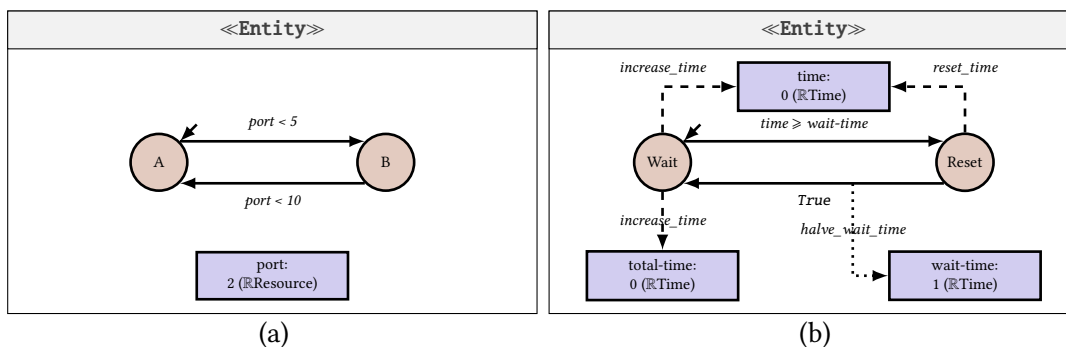 ≪Entity≫
port < 5
A
B
port < 10
port:
2 (ℝResource)
(a)
≪Entity≫
increase_time
time:
0 (ℝTime)
reset_time
time ⩾ wait-time
Wait
Reset
True
increase_time
halve_wait_time
total-time:
0 (ℝTime)
wait-time:
1 (ℝTime)
(b)